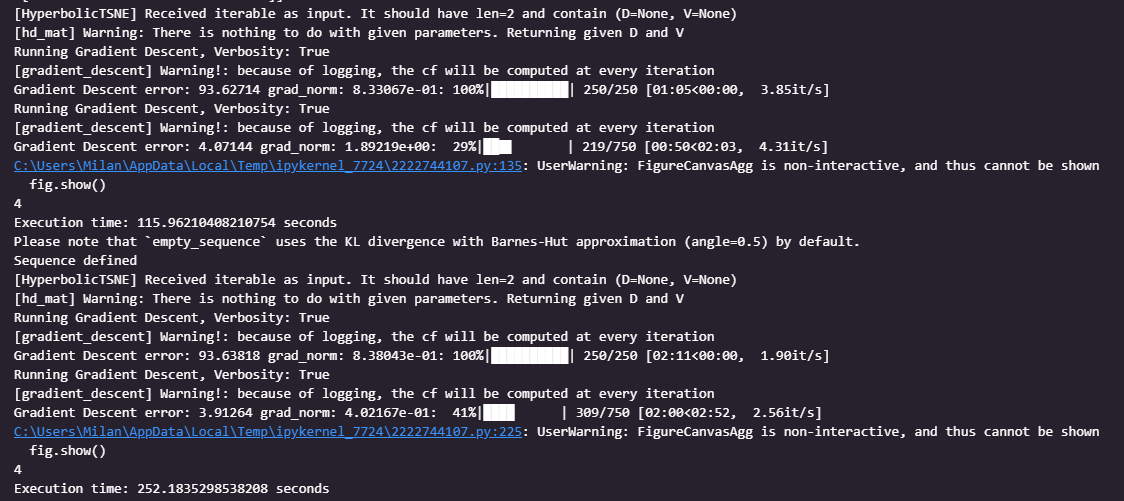 [HyperbolicTSNE] Received iterable as input. It should have len=2 and contain (D=None, V=None)
[hd_mat] Warning: There is nothing to do with given parameters. Returning given D and V
Running Gradient Descent, Verbosity: True
[gradient_descent] Warning!: because of logging, the cf will be computed at every iteration
Gradient Descent error: 93.62714 grad_norm: 8.33067e-01: 100%|██████████| 250/250 [01:05<00:00,  3.85it/s]
Running Gradient Descent, Verbosity: True
[gradient_descent] Warning!: because of logging, the cf will be computed at every iteration
Gradient Descent error: 4.07144 grad_norm: 1.89219e+00:  29%|██▉       | 219/750 [00:50<02:03,  4.31it/s]
C:\Users\Milan\AppData\Local\Temp\ipykernel_7724\2222744107.py:135: UserWarning: FigureCanvasAgg is non-interactive, and thus cannot be shown
  fig.show()
4
Execution time: 115.96210408210754 seconds
Please note that `empty_sequence` uses the KL divergence with Barnes-Hut approximation (angle=0.5) by default.
Sequence defined
[HyperbolicTSNE] Received iterable as input. It should have len=2 and contain (D=None, V=None)
[hd_mat] Warning: There is nothing to do with given parameters. Returning given D and V
Running Gradient Descent, Verbosity: True
[gradient_descent] Warning!: because of logging, the cf will be computed at every iteration
Gradient Descent error: 93.63818 grad_norm: 8.38043e-01: 100%|██████████| 250/250 [02:11<00:00,  1.90it/s]
Running Gradient Descent, Verbosity: True
[gradient_descent] Warning!: because of logging, the cf will be computed at every iteration
Gradient Descent error: 3.91264 grad_norm: 4.02167e-01:  41%|████      | 309/750 [02:00<02:52,  2.56it/s]
C:\Users\Milan\AppData\Local\Temp\ipykernel_7724\2222744107.py:225: UserWarning: FigureCanvasAgg is non-interactive, and thus cannot be shown
  fig.show()
4
Execution time: 252.1835298538208 seconds